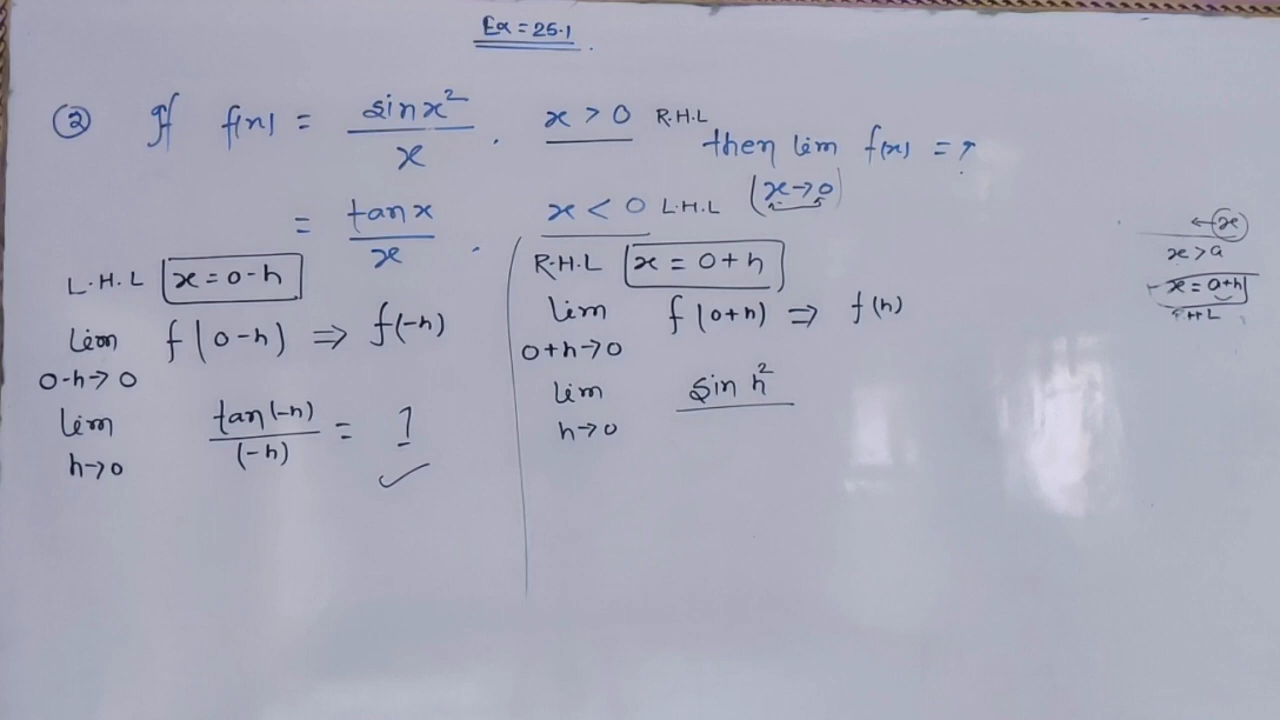 Ex = 25.1
② If f(x) = sin x² / x , x > 0 R.H.L
then lim f(x) = ?
(x→0)
= tan x / x , x < 0 L.H.L
L.H.L x = 0-h
lim f(0-h) ⇒ f(-h)
0-h→0
lim tan(-h) / (-h) = 1 ✓
h→0
R.H.L x = 0+h
lim f(0+h) ⇒ f(h)
0+h→0
lim sin h²
h→0
←x
x>a